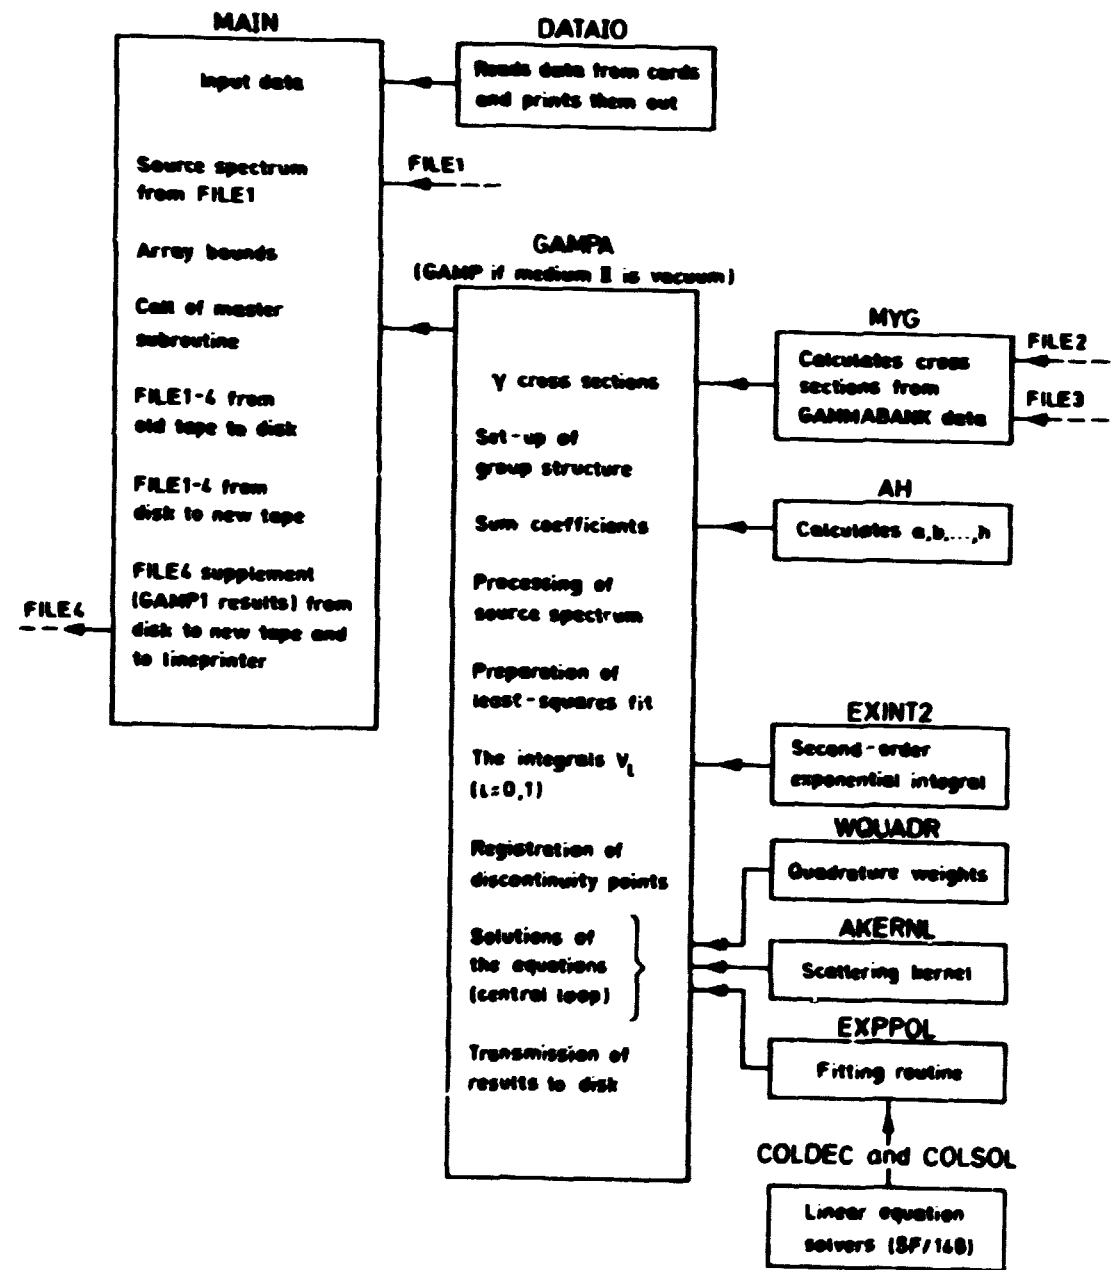 MAIN
Input data
Source spectrum
from FILE1
Array bounds
Call of master
subroutine
FILE1-4 from
old tape to disk
FILE1-4 from
disk to new tape
FILE4 supplement
(GAMP1 results) from
disk to new tape and
to lineprinter
FILE4
DATAIO
Reads data from cards
and prints them out
FILE1
GAMPA
(GAMP if medium II is vacuum)
γ cross sections
Set-up of
group structure
Sum coefficients
Processing of
source spectrum
Preparation of
least-squares fit
The integrals V_l
(l=0,1)
Registration of
discontinuity points
Solutions of
the equations
(central loop)
Transmission of
results to disk
MYG
Calculates cross
sections from
GAMMABANK data
FILE2
FILE3
AH
Calculates a,b,...,h
EXINT2
Second-order
exponential integral
WQUADR
Quadrature weights
AKERNL
Scattering kernel
EXPPOL
Fitting routine
COLDEC and COLSOL
Linear equation
solvers